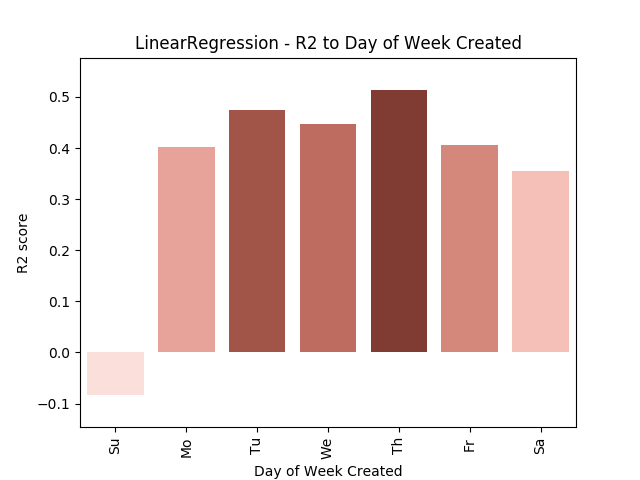 LinearRegression - R2 to Day of Week Created
R2 score
0.5
0.4
0.3
0.2
0.1
0.0
−0.1
Su Mo Tu We Th Fr Sa
Day of Week Created